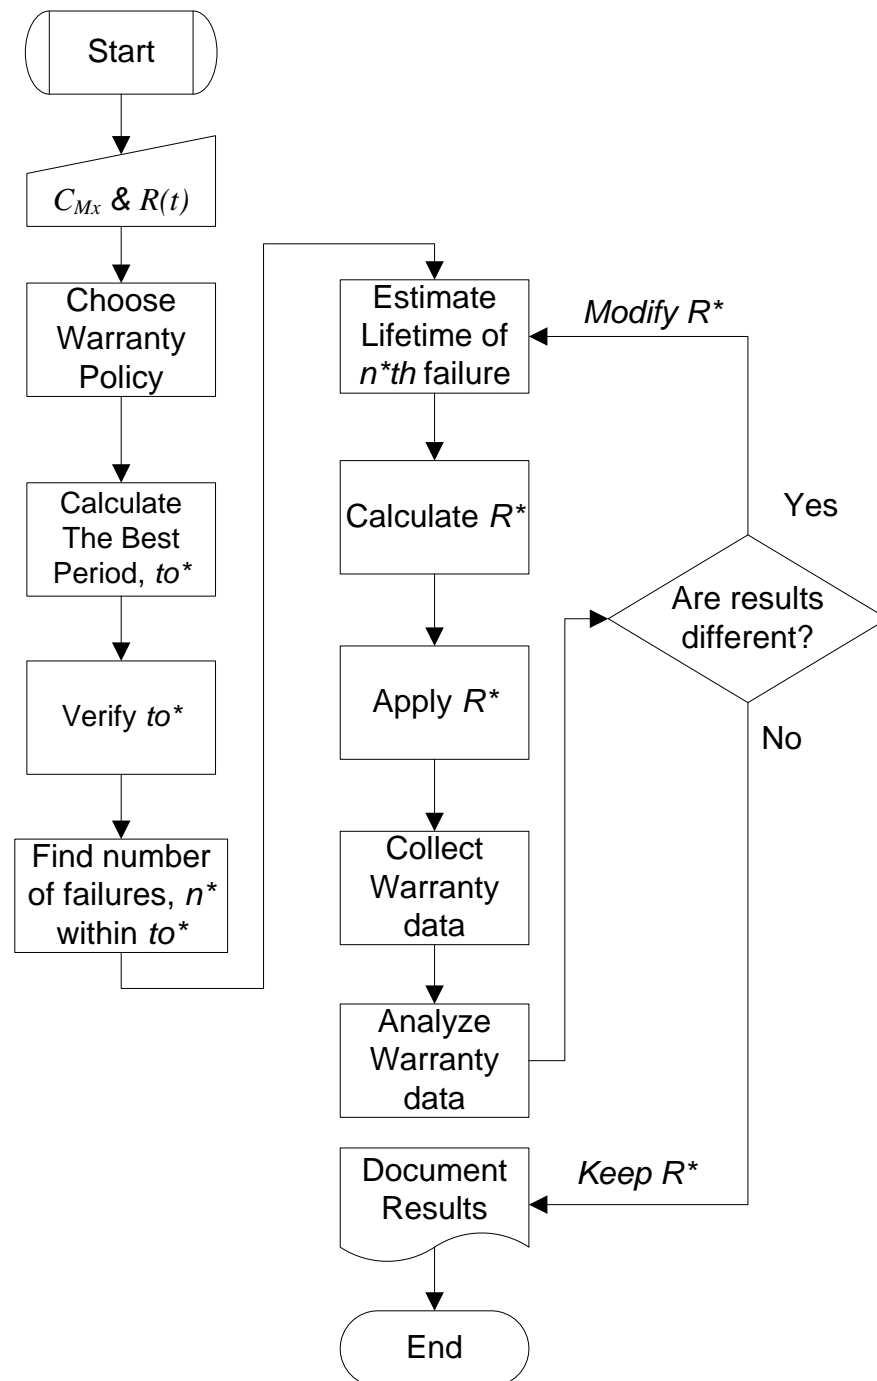 Start
C_Mx & R(t)
Choose
Warranty
Policy
Calculate
The Best
Period, to*
Verify to*
Find number
of failures, n*
within to*
Estimate
Lifetime of
n*th failure
Calculate R*
Apply R*
Collect
Warranty
data
Analyze
Warranty
data
Modify R*
Yes
Are results
different?
No
Keep R*
Document
Results
End